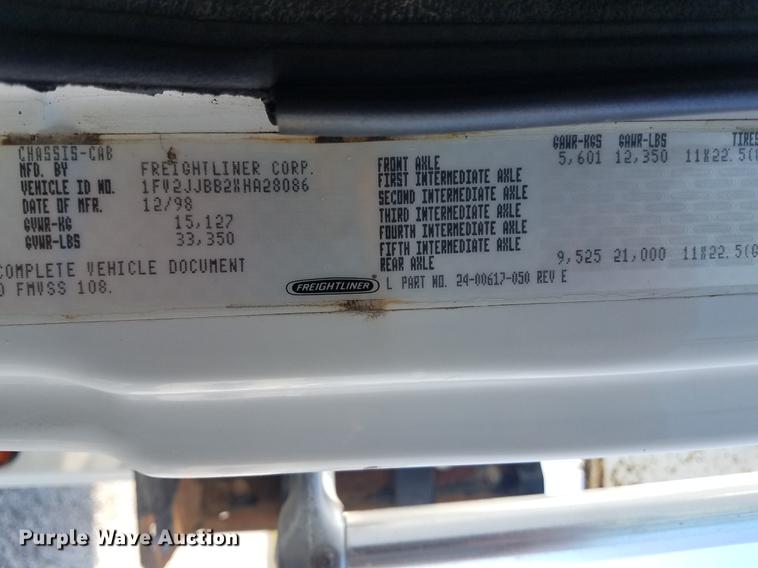 CHASSIS-CAB
MFD. BY FREIGHTLINER CORP.
VEHICLE ID NO. 1FV2JJBB2XHA28086
DATE OF MFR. 12/98
GVWR-KG 15,127
GVWR-LBS 33,350
COMPLETE VEHICLE DOCUMENT
FMVSS 108.
FREIGHTLINER
GAWR-KGS GAWR-LBS TIRES
FRONT AXLE 5,601 12,350 11X22.5(
FIRST INTERMEDIATE AXLE
SECOND INTERMEDIATE AXLE
THIRD INTERMEDIATE AXLE
FOURTH INTERMEDIATE AXLE
FIFTH INTERMEDIATE AXLE
REAR AXLE 9,525 21,000 11X22.5(G
L PART NO. 24-00617-050 REV E
Purple Wave Auction